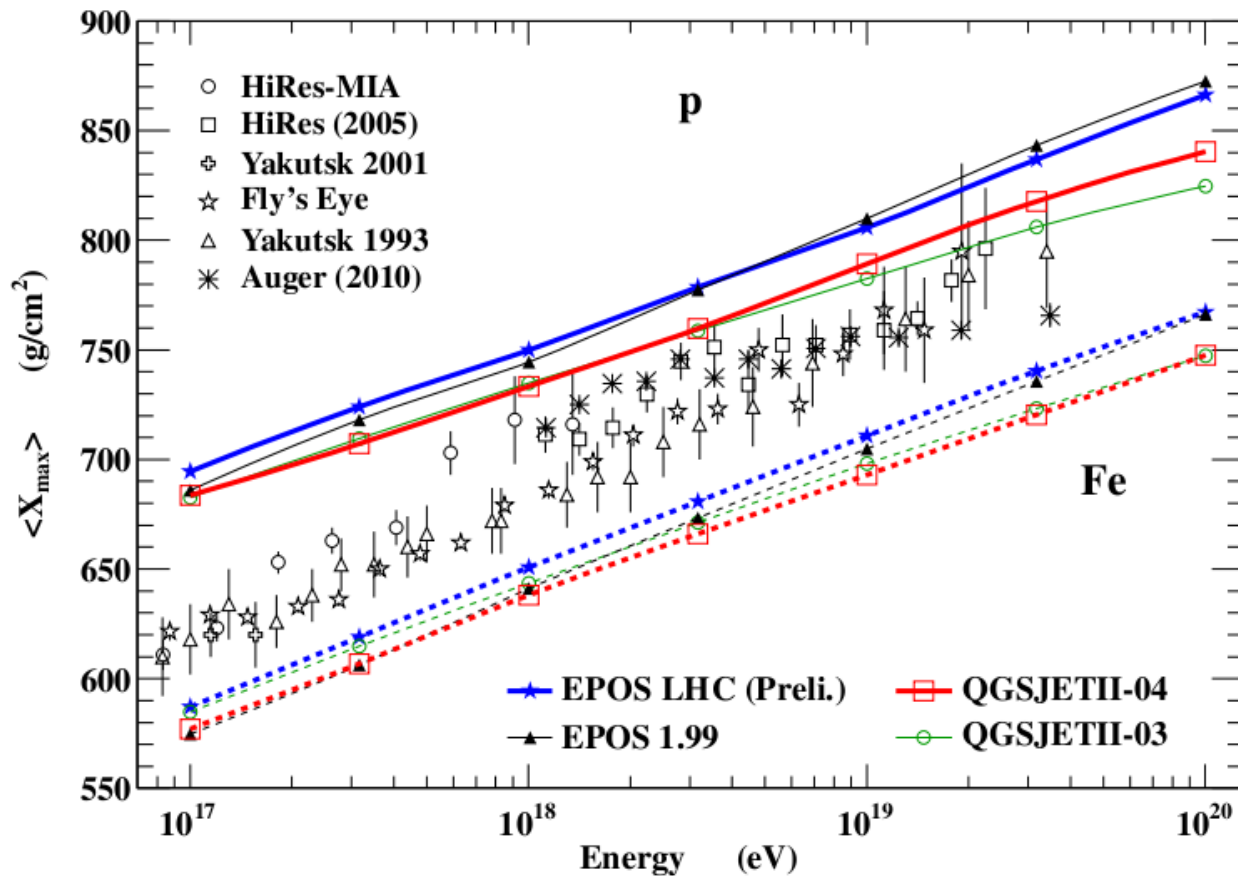 900
850
800
750
700
650
600
550
<X_max> (g/cm²)
HiRes-MIA
HiRes (2005)
Yakutsk 2001
Fly's Eye
Yakutsk 1993
Auger (2010)
p
Fe
EPOS LHC (Preli.)
EPOS 1.99
QGSJETII-04
QGSJETII-03
10¹⁷ 10¹⁸ 10¹⁹ 10²⁰
Energy (eV)